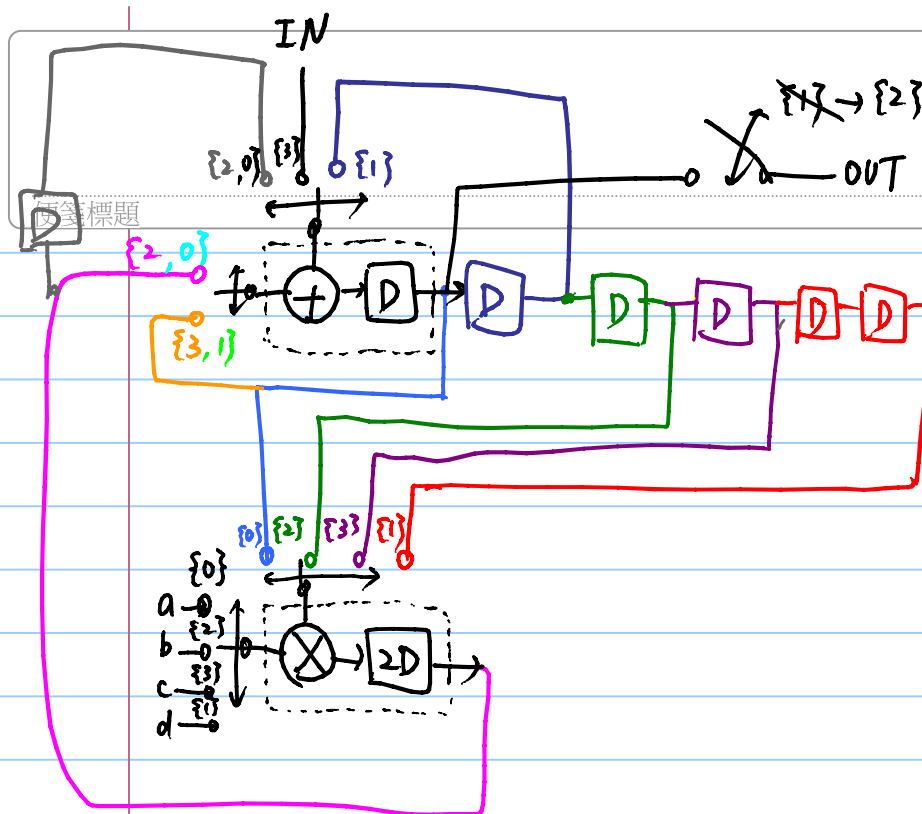 IN
{1} → {2}
{2,0} {3} {1}
OUT
D 便箋標題
{2,0}
+ D D D D D D
{3,1}
{0} {2} {3} {1}
{0}
a
{2}
b X 2D
{3}
c
{1}
d